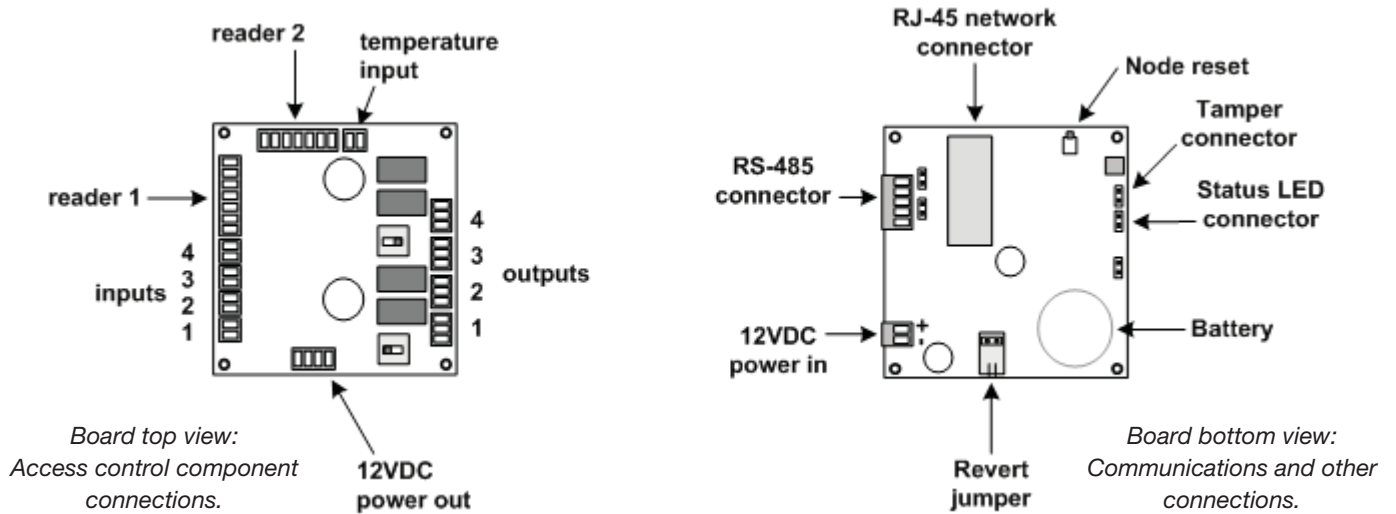 reader 2
temperature
input
reader 1
4
3
inputs
2
1
4
3
outputs
2
1
12VDC
power out
Board top view:
Access control component
connections.
RJ-45 network
connector
Node reset
Tamper
connector
RS-485
connector
Status LED
connector
12VDC
power in
+
-
Battery
Revert
jumper
Board bottom view:
Communications and other
connections.